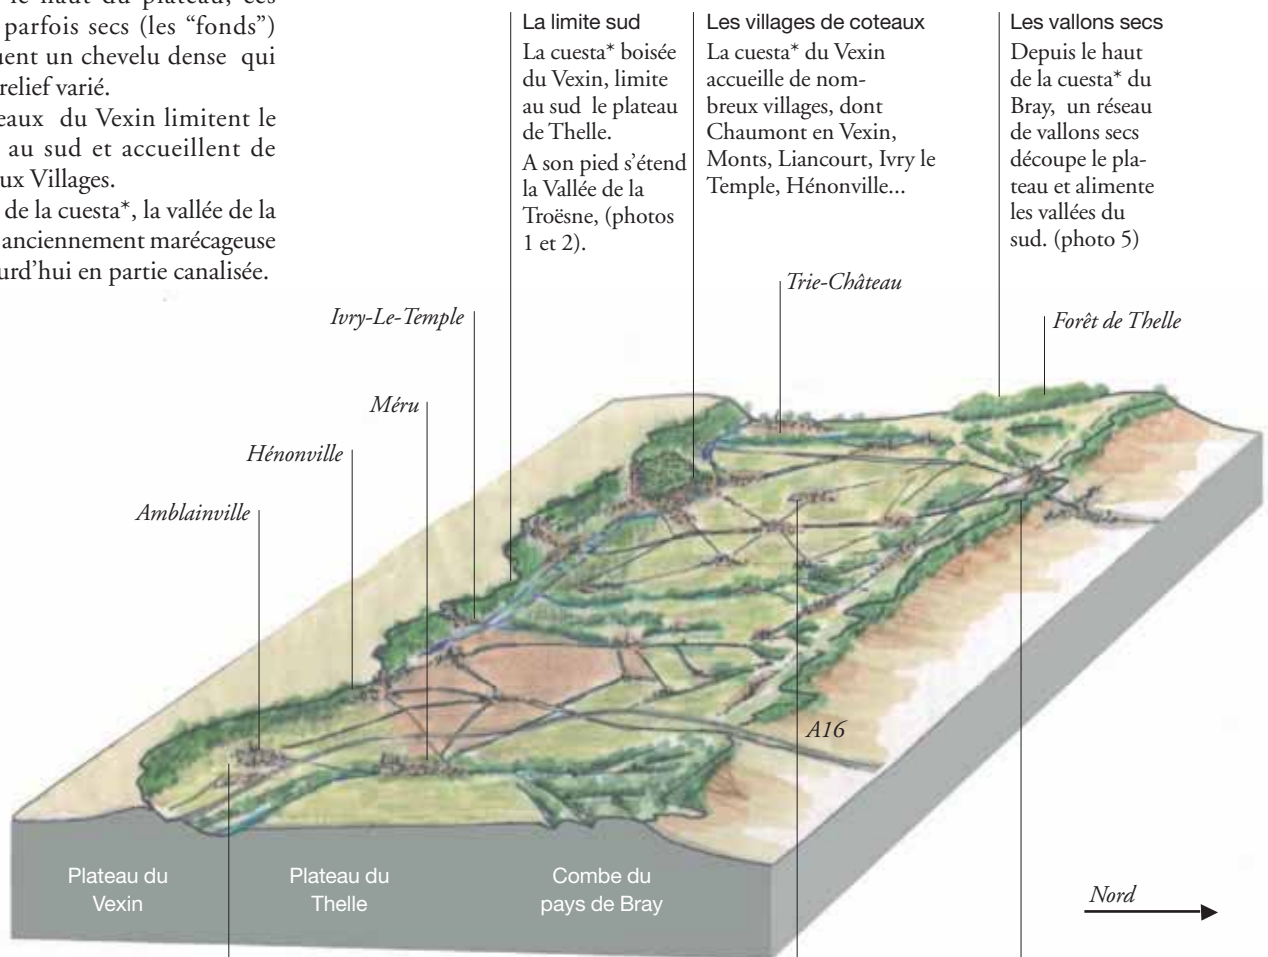 le haut du plateau, ces
parfois secs (les “fonds”)
un chevelu dense qui
relief varié.
du Vexin limitent le
au sud et accueillent de
Villages.
de la cuesta*, la vallée de la
anciennement marécageuse
en partie canalisée.
La limite sud
La cuesta* boisée
du Vexin, limite
au sud le plateau
de Thelle.
A son pied s’étend
la Vallée de la
Troësne, (photos
1 et 2).
Les villages de coteaux
La cuesta* du Vexin
accueille de nom-
breux villages, dont
Chaumont en Vexin,
Monts, Liancourt, Ivry le
Temple, Hénonville...
Les vallons secs
Depuis le haut
de la cuesta* du
Bray, un réseau
de vallons secs
découpe le pla-
teau et alimente
les vallées du
sud. (photo 5)
Trie-Château
Ivry-Le-Temple
Forêt de Thelle
Méru
Hénonville
Amblainville
A16
Plateau du
Vexin
Plateau du
Thelle
Combe du
pays de Bray
Nord